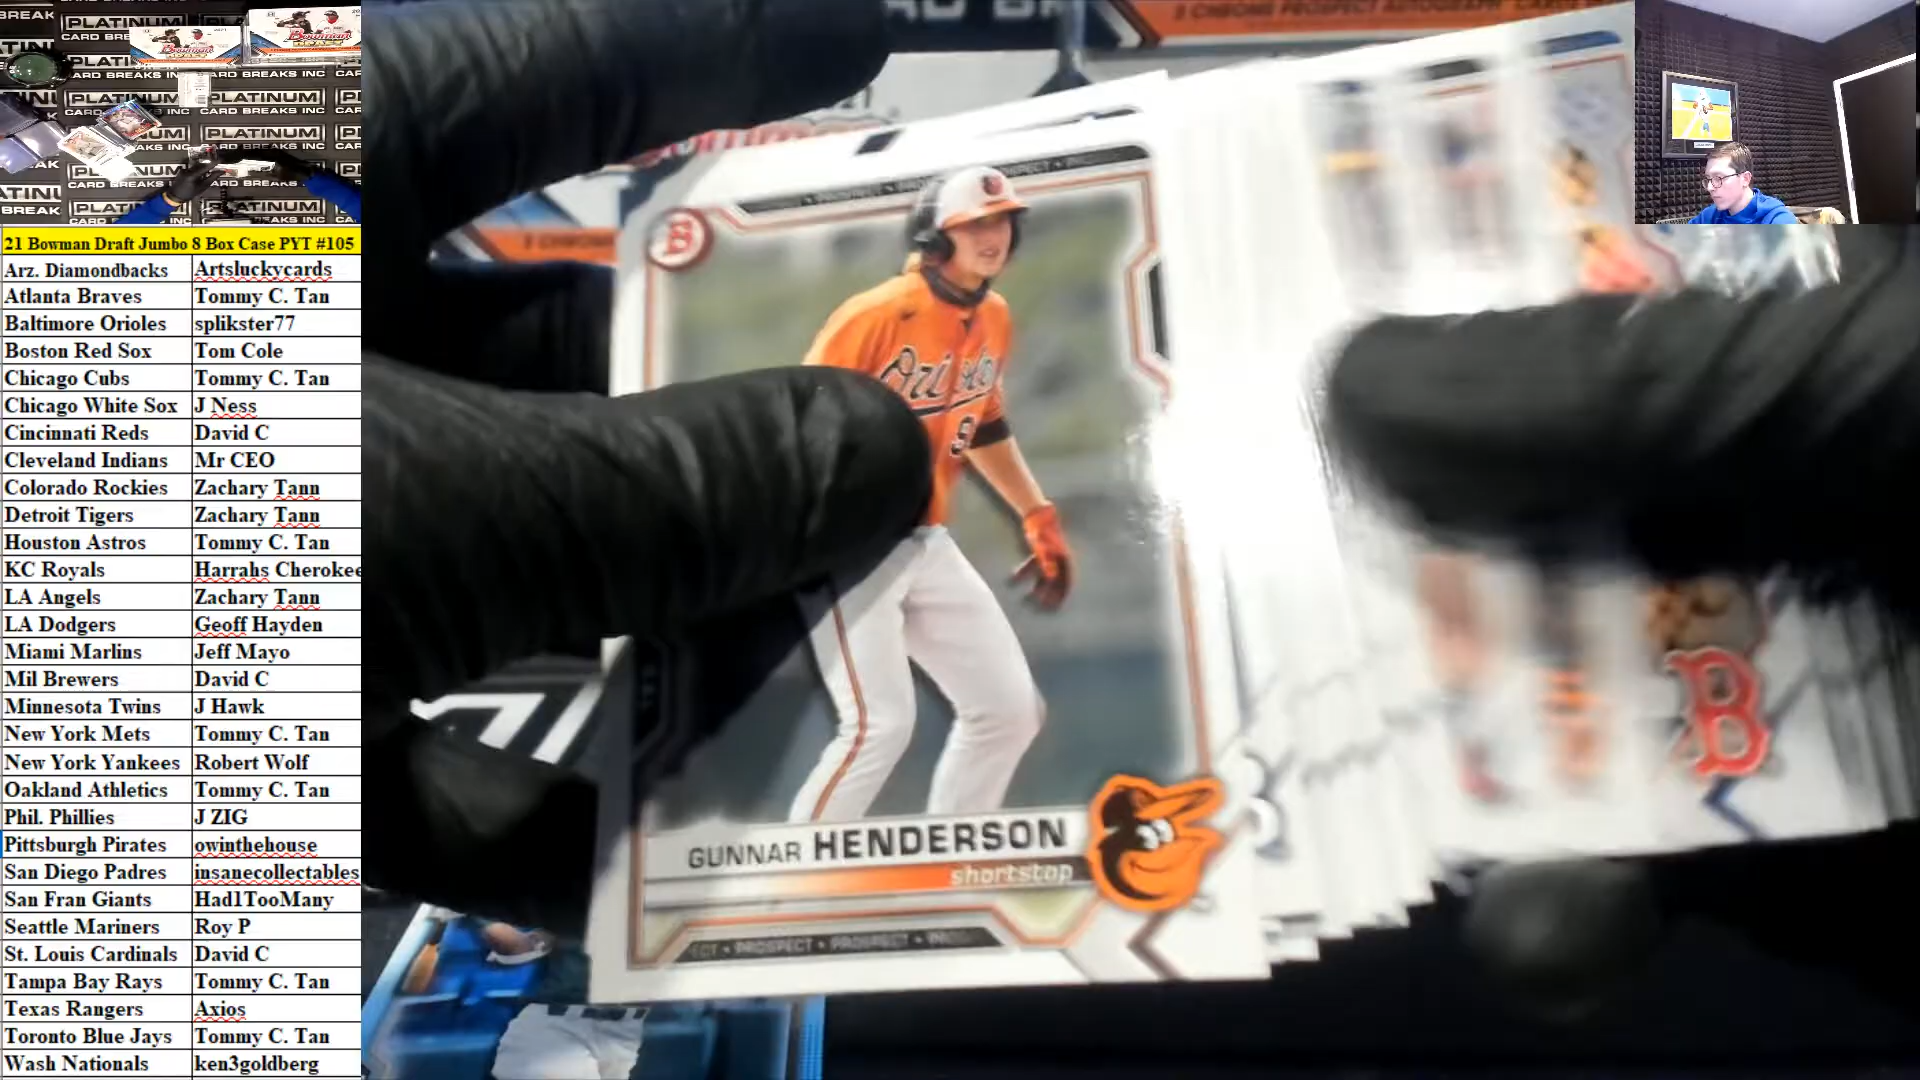 21 Bowman Draft Jumbo 8 Box Case PYT #105
Arz. Diamondbacks Artsluckycards
Atlanta Braves Tommy C. Tan
Baltimore Orioles splikster77
Boston Red Sox Tom Cole
Chicago Cubs Tommy C. Tan
Chicago White Sox J Ness
Cincinnati Reds David C
Cleveland Indians Mr CEO
Colorado Rockies Zachary Tann
Detroit Tigers Zachary Tann
Houston Astros Tommy C. Tan
KC Royals Harrahs Cherokee
LA Angels Zachary Tann
LA Dodgers Geoff Hayden
Miami Marlins Jeff Mayo
Mil Brewers David C
Minnesota Twins J Hawk
New York Mets Tommy C. Tan
New York Yankees Robert Wolf
Oakland Athletics Tommy C. Tan
Phil. Phillies J ZIG
Pittsburgh Pirates owinthehouse
San Diego Padres insanecollectables
San Fran Giants Had1TooMany
Seattle Mariners Roy P
St. Louis Cardinals David C
Tampa Bay Rays Tommy C. Tan
Texas Rangers Axios
Toronto Blue Jays Tommy C. Tan
Wash Nationals ken3goldberg
PLATINUM
CARD BREAKS INC
Bowman
B
Orioles
GUNNAR HENDERSON
shortstop
PROSPECT • PROSPECT
B